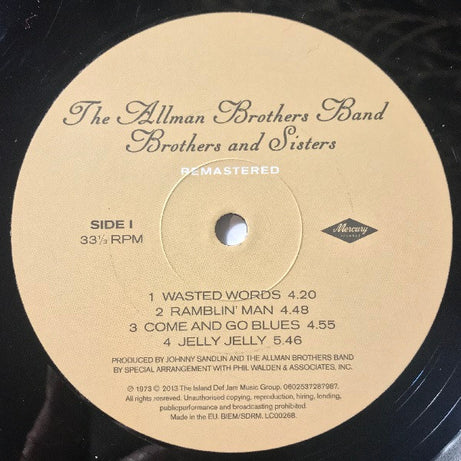 The Allman Brothers Band
Brothers and Sisters
REMASTERED
SIDE I
33⅓ RPM
Mercury
RECORDS
1 WASTED WORDS 4.20
2 RAMBLIN' MAN 4.48
3 COME AND GO BLUES 4.55
4 JELLY JELLY 5.46
PRODUCED BY JOHNNY SANDLIN AND THE ALLMAN BROTHERS BAND
BY SPECIAL ARRANGEMENT WITH PHIL WALDEN & ASSOCIATES, INC.
℗ 1973 © 2013 The Island Def Jam Music Group. 0602537287987.
All rights resreved. Unauthorised copying, reproduction, hiring, lending,
publicperformance and broadcasting prohibited.
Made in the EU. BIEM/SDRM. LC00268.